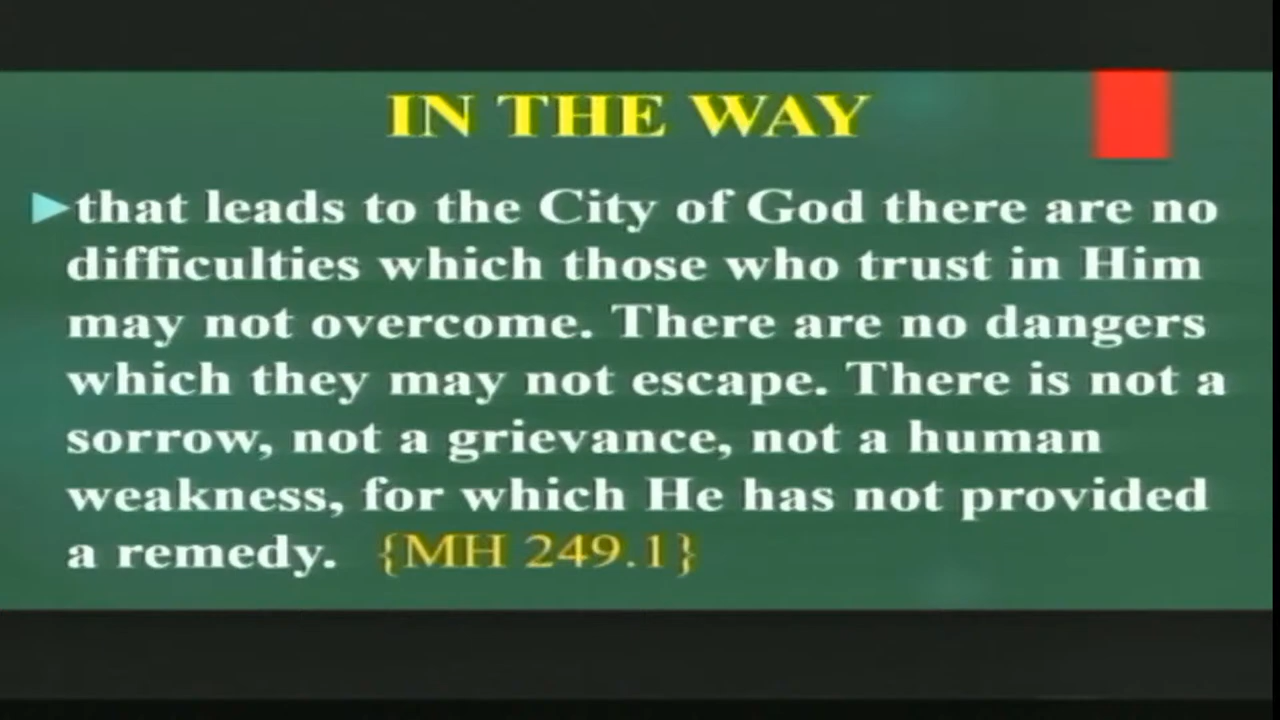 IN THE WAY
that leads to the City of God there are no
difficulties which those who trust in Him
may not overcome. There are no dangers
which they may not escape. There is not a
sorrow, not a grievance, not a human
weakness, for which He has not provided
a remedy. {MH 249.1}